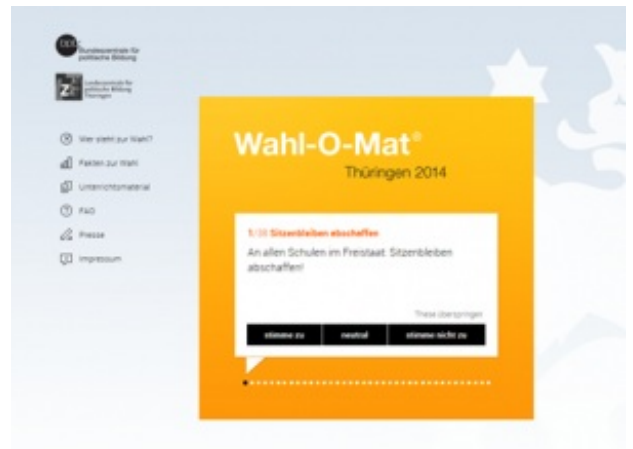 bpb:
Bundeszentrale für
politische Bildung
Landeszentrale für
politische Bildung
Thüringen
Wer steht zur Wahl?
Fakten zur Wahl
Unterrichtsmaterial
FAQ
Presse
Impressum
Wahl-O-Mat®
Thüringen 2014
1/38 Sitzenbleiben abschaffen
An allen Schulen im Freistaat: Sitzenbleiben
abschaffen!
These überspringen
stimme zu
neutral
stimme nicht zu